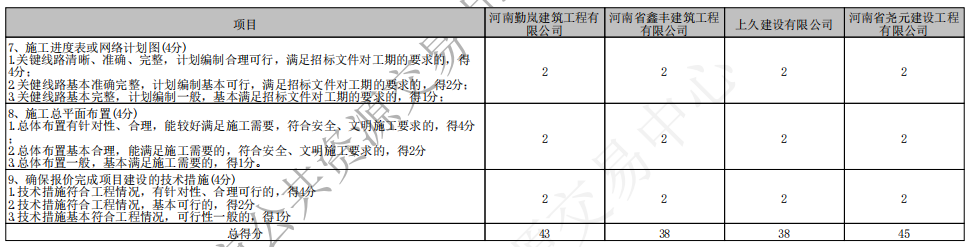 项目
河南勤岚建筑工程有
限公司
河南省鑫丰建筑工程
有限公司
上久建设有限公司
河南省尧元建设工程
有限公司
7、施工进度表或网络计划图(4分)
1.关键线路清晰、准确、完整，计划编制合理可行，满足招标文件对工期的要求的，得
4分；
2.关健线路基本准确完整，计划编制基本可行，满足招标文件对工期的要求的，得2分；
3.关健线路基本完整，计划编制一般，基本满足招标文件对工期的要求的，得1分；
2
2
2
2
8、施工总平面布置(4分)
1.总体布置有针对性、合理，能较好满足施工需要，符合安全、文明施工要求的，得4分
；
2.总体布置基本合理，能满足施工需要的，符合安全、文明施工要求的，得2分
3.总体布置一般，基本满足施工需要的，得1分。
2
2
2
2
9、确保报价完成项目建设的技术措施(4分)
1.技术措施符合工程情况，有针对性、合理可行的，得4分
2.技术措施符合工程情况，基本可行的，得2分
3.技术措施基本符合工程情况，可行性一般的，得1分
2
2
2
2
总得分
43
38
38
45
公共资源交易中
源交易中心